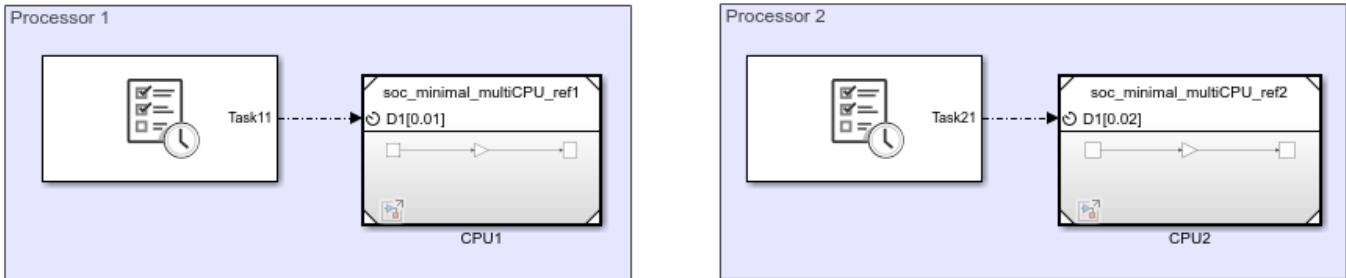 Processor 1
Task11
soc_minimal_multiCPU_ref1
D1[0.01]
CPU1
Processor 2
Task21
soc_minimal_multiCPU_ref2
D1[0.02]
CPU2